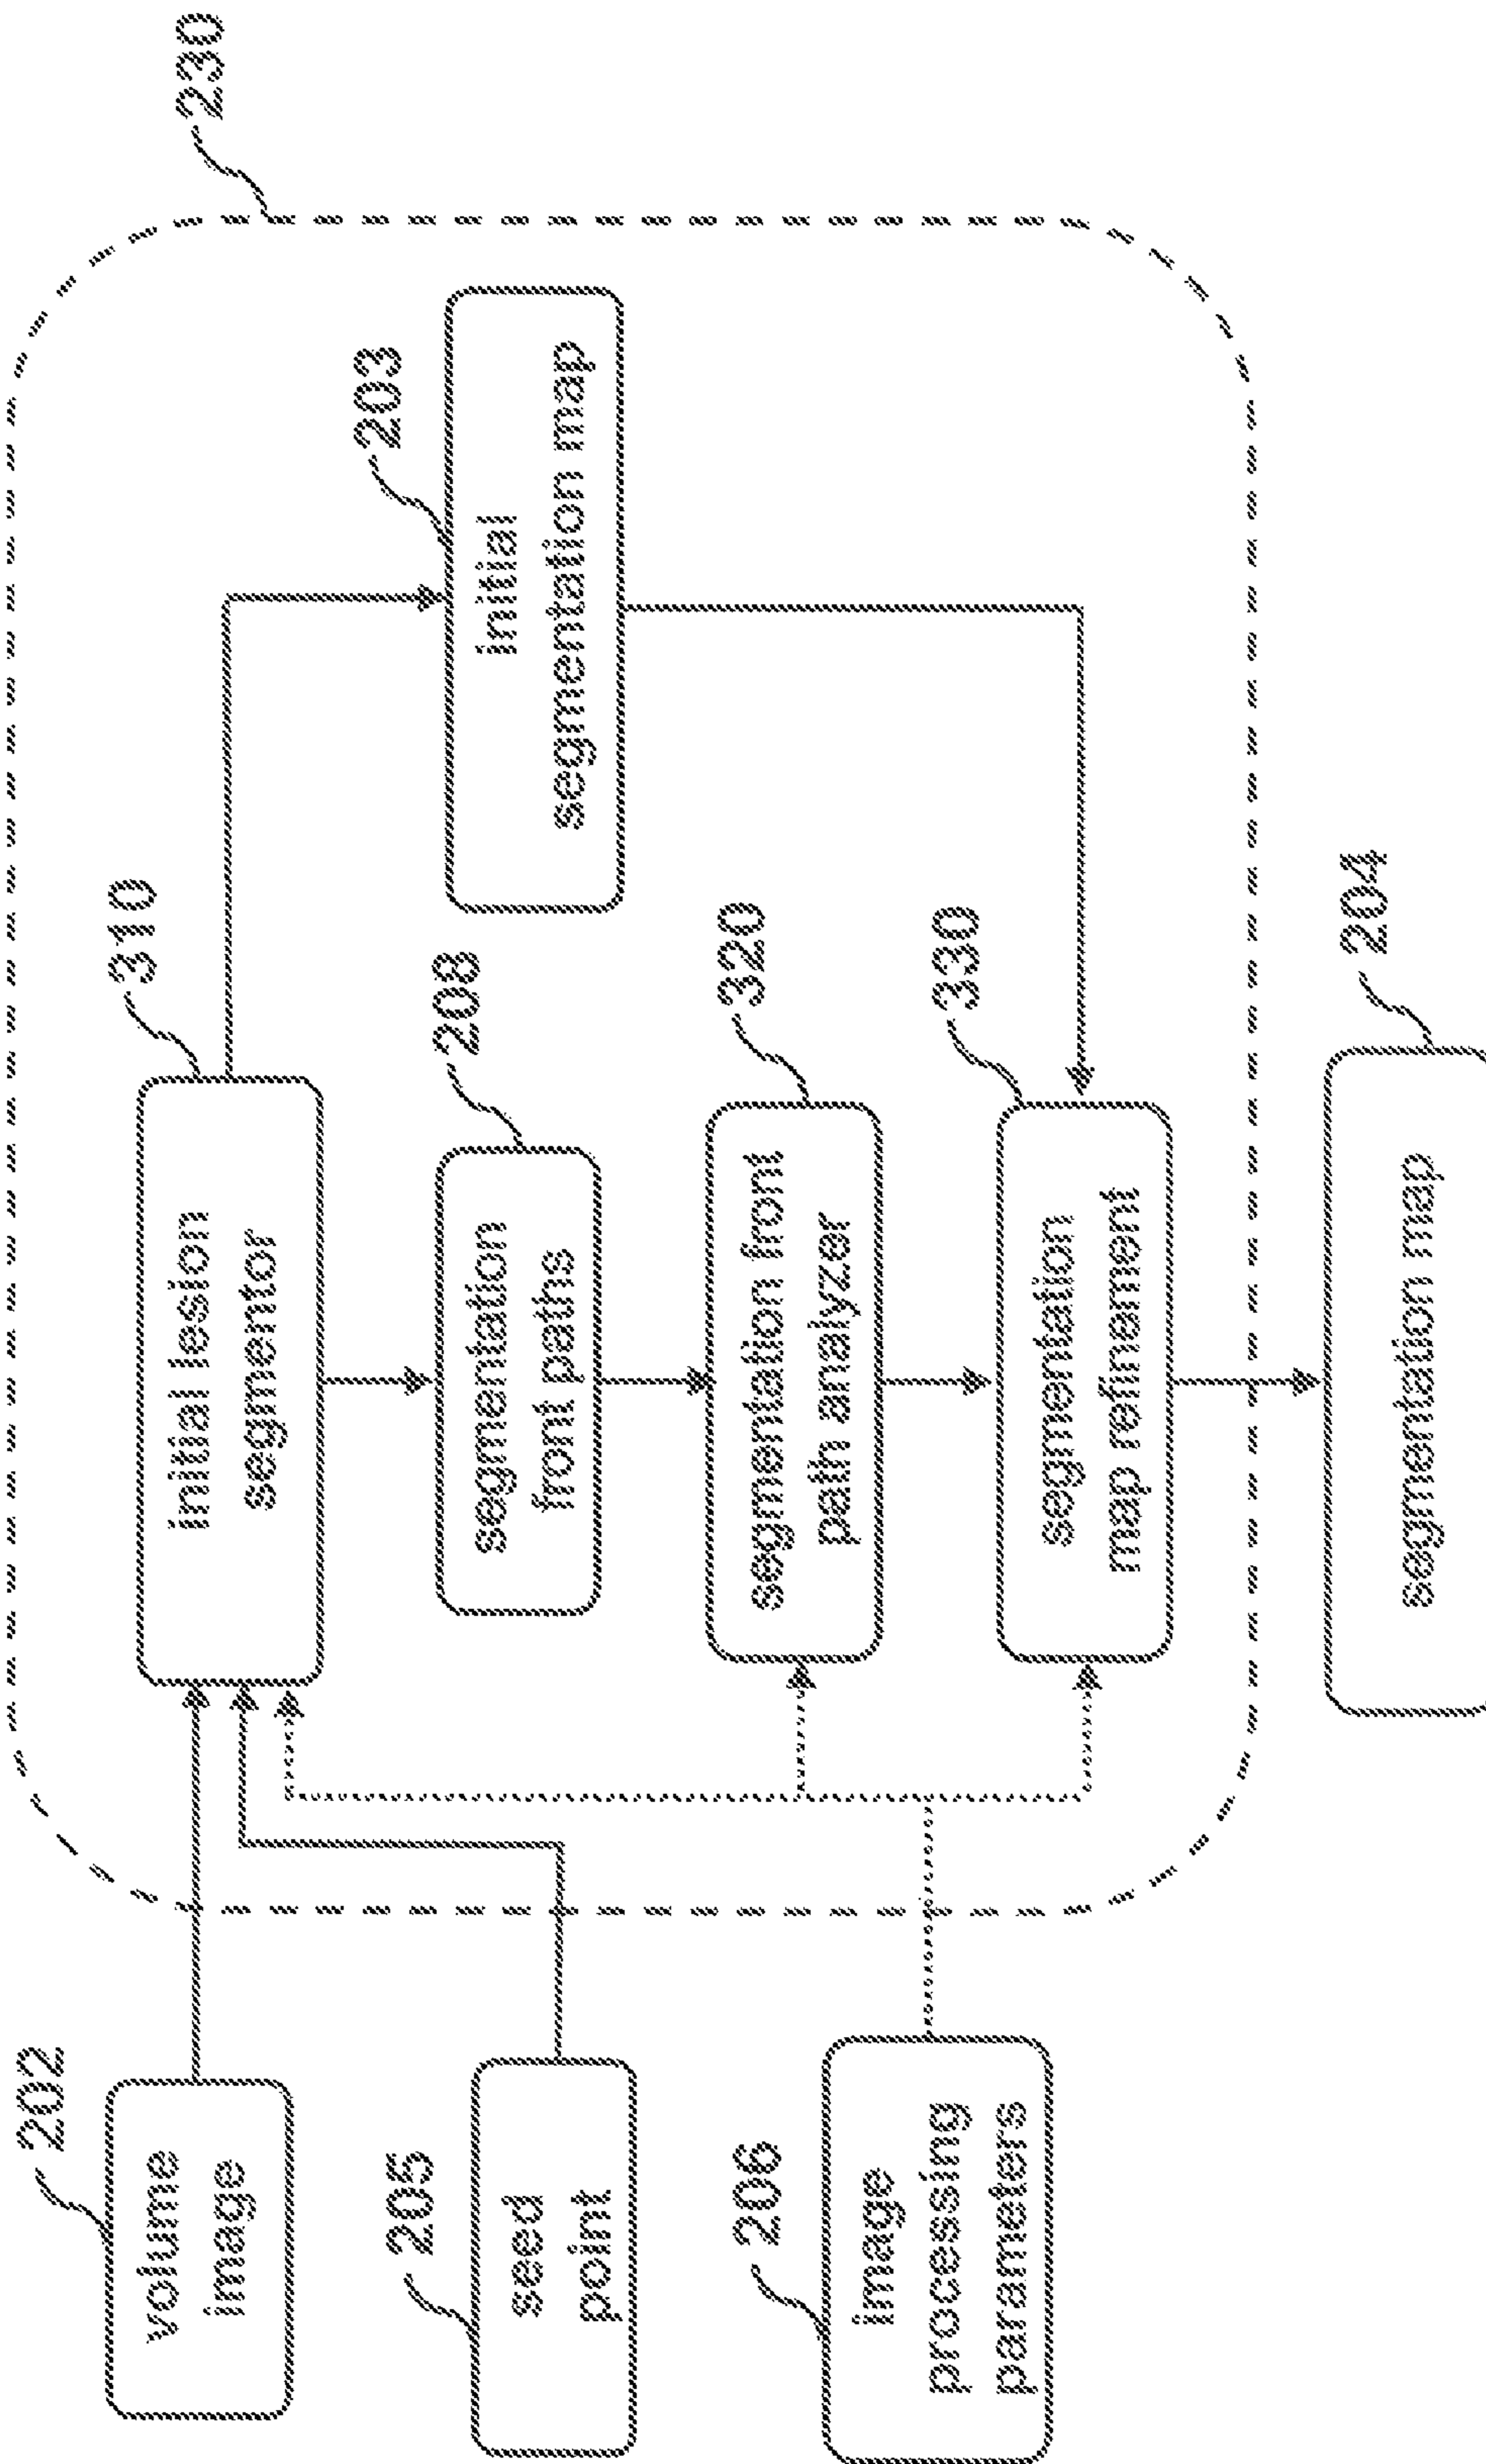 230
202
volume
image
310
initial lesion
segmentor
203
initial
segmentation map
205
seed
point
208
segmentation
front paths
206
image
processing
parameters
320
segmentation front
path analyzer
330
segmentation
map refinement
204
segmentation map